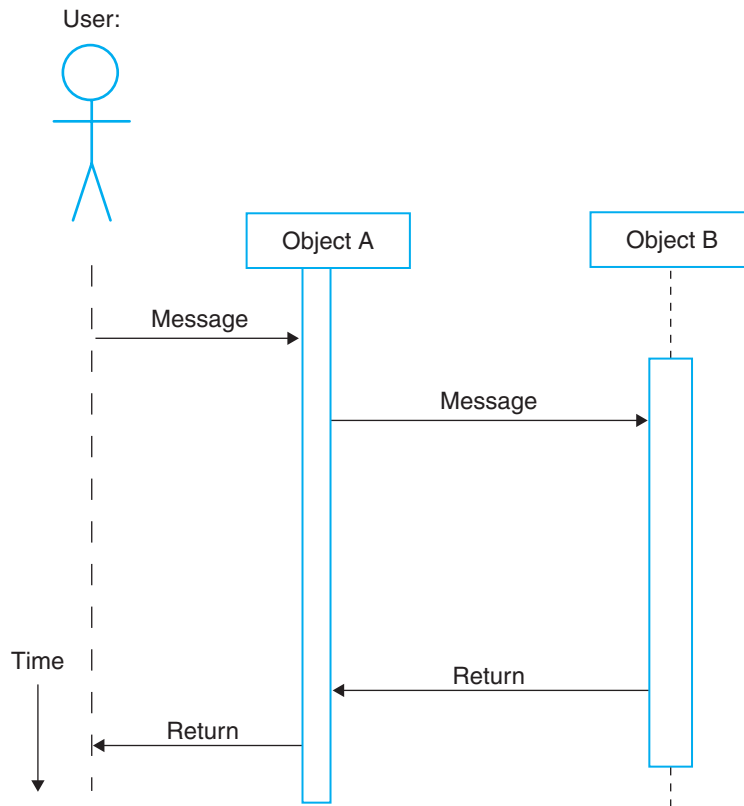 User:
Object A
Object B
Message
Message
Time
Return
Return